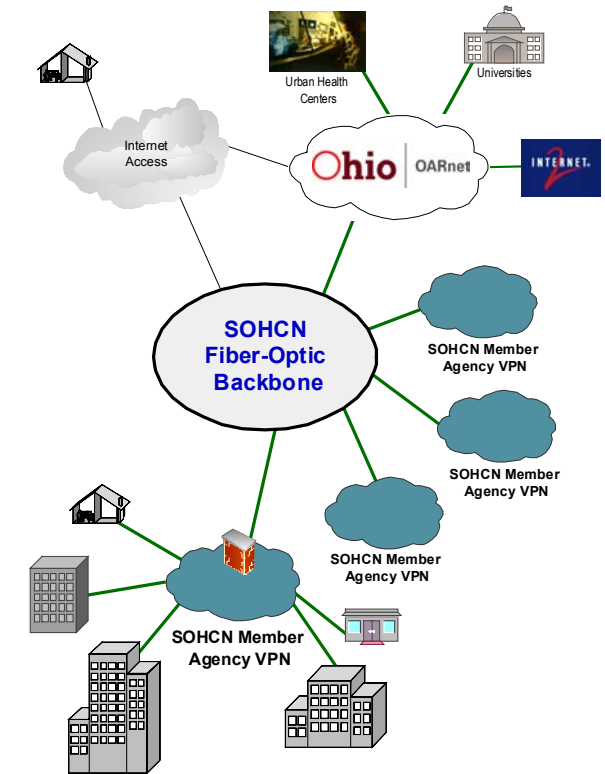 Urban Health
Centers
Universities
Internet
Access
Ohio
OARnet
INTERNET®
2
SOHCN
Fiber-Optic
Backbone
SOHCN Member
Agency VPN
SOHCN Member
Agency VPN
SOHCN Member
Agency VPN
SOHCN Member
Agency VPN